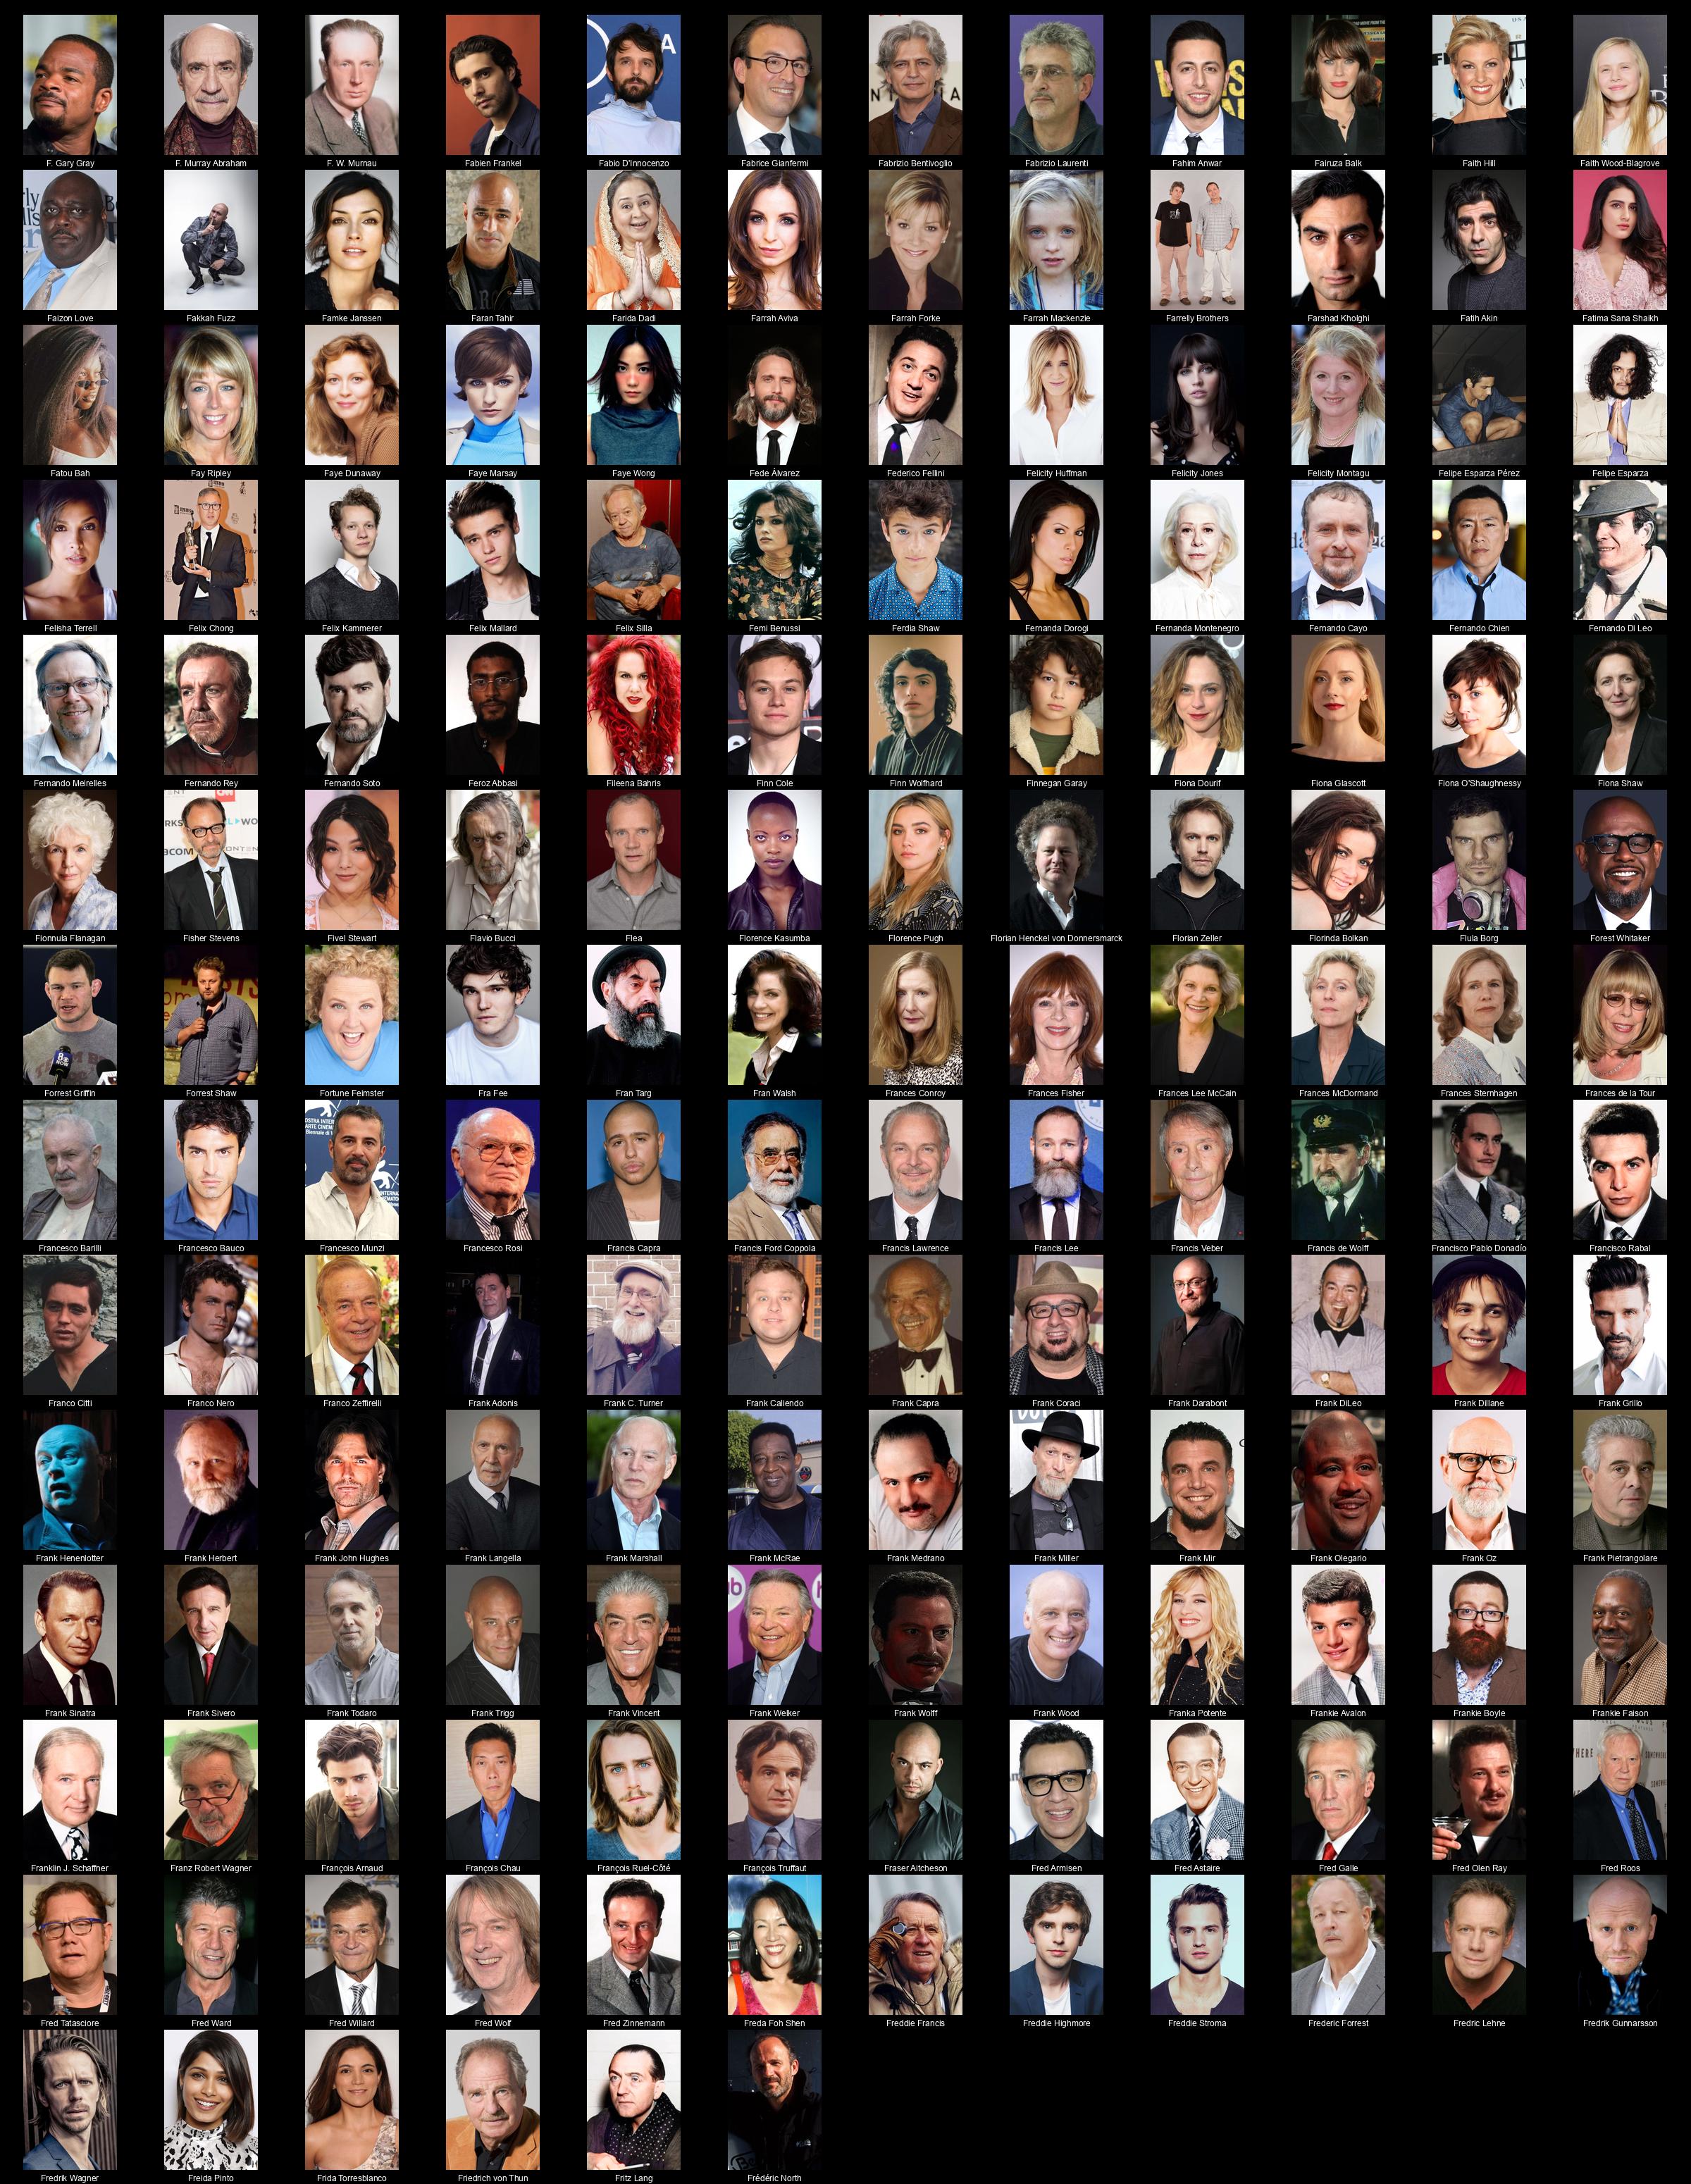 F. Gary Gray F. Murray Abraham F. W. Murnau Fabien Frankel Fabio D'Innocenzo Fabrice Gianfermi Fabrizio Bentivoglio Fabrizio Laurenti Fahim Anwar Fairuza Balk Faith Hill Faith Wood-Blagrove
Faizon Love Fakkah Fuzz Famke Janssen Faran Tahir Farida Dadi Farrah Aviva Farrah Forke Farrah Mackenzie Farrelly Brothers Farshad Kholghi Fatih Akin Fatima Sana Shaikh
Fatou Bah Fay Ripley Faye Dunaway Faye Marsay Faye Wong Fede Álvarez Federico Fellini Felicity Huffman Felicity Jones Felicity Montagu Felipe Esparza Pérez Felipe Esparza
Felisha Terrell Felix Chong Felix Kammerer Felix Mallard Felix Silla Femi Benussi Ferdia Shaw Fernanda Dorogi Fernanda Montenegro Fernando Cayo Fernando Chien Fernando Di Leo
Fernando Meirelles Fernando Rey Fernando Soto Feroz Abbasi Fileena Bahris Finn Cole Finn Wolfhard Finnegan Garay Fiona Dourif Fiona Glascott Fiona O'Shaughnessy Fiona Shaw
Fionnula Flanagan Fisher Stevens Fivel Stewart Flavio Bucci Flea Florence Kasumba Florence Pugh Florian Henckel von Donnersmarck Florian Zeller Florinda Bolkan Flula Borg Forest Whitaker
Forrest Griffin Forrest Shaw Fortune Feimster Fra Fee Fran Targ Fran Walsh Frances Conroy Frances Fisher Frances Lee McCain Frances McDormand Frances Sternhagen Frances de la Tour
Francesco Barilli Francesco Bauco Francesco Munzi Francesco Rosi Francis Capra Francis Ford Coppola Francis Lawrence Francis Lee Francis Veber Francis de Wolff Francisco Pablo Donadío Francisco Rabal
Franco Citti Franco Nero Franco Zeffirelli Frank Adonis Frank C. Turner Frank Caliendo Frank Capra Frank Coraci Frank Darabont Frank DiLeo Frank Dillane Frank Grillo
Frank Henenlotter Frank Herbert Frank John Hughes Frank Langella Frank Marshall Frank McRae Frank Medrano Frank Miller Frank Mir Frank Olegario Frank Oz Frank Pietrangolare
Frank Sinatra Frank Sivero Frank Todaro Frank Trigg Frank Vincent Frank Welker Frank Wolff Frank Wood Franka Potente Frankie Avalon Frankie Boyle Frankie Faison
Franklin J. Schaffner Franz Robert Wagner François Arnaud François Chau François Ruel-Côté François Truffaut Fraser Aitcheson Fred Armisen Fred Astaire Fred Galle Fred Olen Ray Fred Roos
Fred Tatasciore Fred Ward Fred Willard Fred Wolf Fred Zinnemann Freda Foh Shen Freddie Francis Freddie Highmore Freddie Stroma Frederic Forrest Fredric Lehne Fredrik Gunnarsson
Fredrik Wagner Freida Pinto Frida Torresblanco Friedrich von Thun Fritz Lang Frédéric North